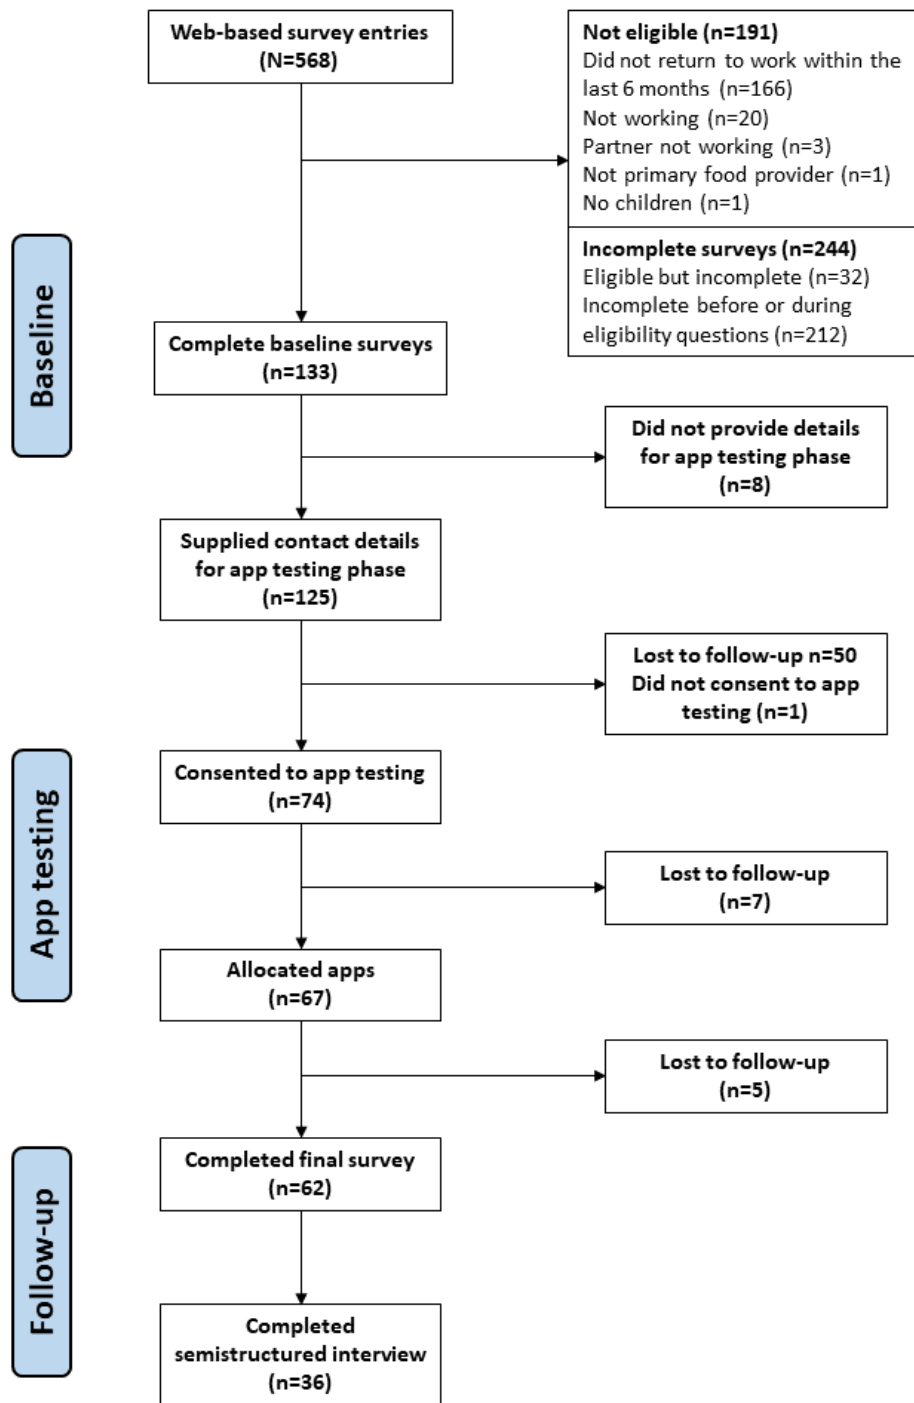 Web-based survey entries
(N=568)
Not eligible (n=191)
Did not return to work within the
last 6 months (n=166)
Not working (n=20)
Partner not working (n=3)
Not primary food provider (n=1)
No children (n=1)
Incomplete surveys (n=244)
Eligible but incomplete (n=32)
Incomplete before or during
eligibility questions (n=212)
Baseline
Complete baseline surveys
(n=133)
Did not provide details
for app testing phase
(n=8)
Supplied contact details
for app testing phase
(n=125)
Lost to follow-up n=50
Did not consent to app
testing (n=1)
App testing
Consented to app testing
(n=74)
Lost to follow-up
(n=7)
Allocated apps
(n=67)
Lost to follow-up
(n=5)
Follow-up
Completed final survey
(n=62)
Completed
semistructured interview
(n=36)